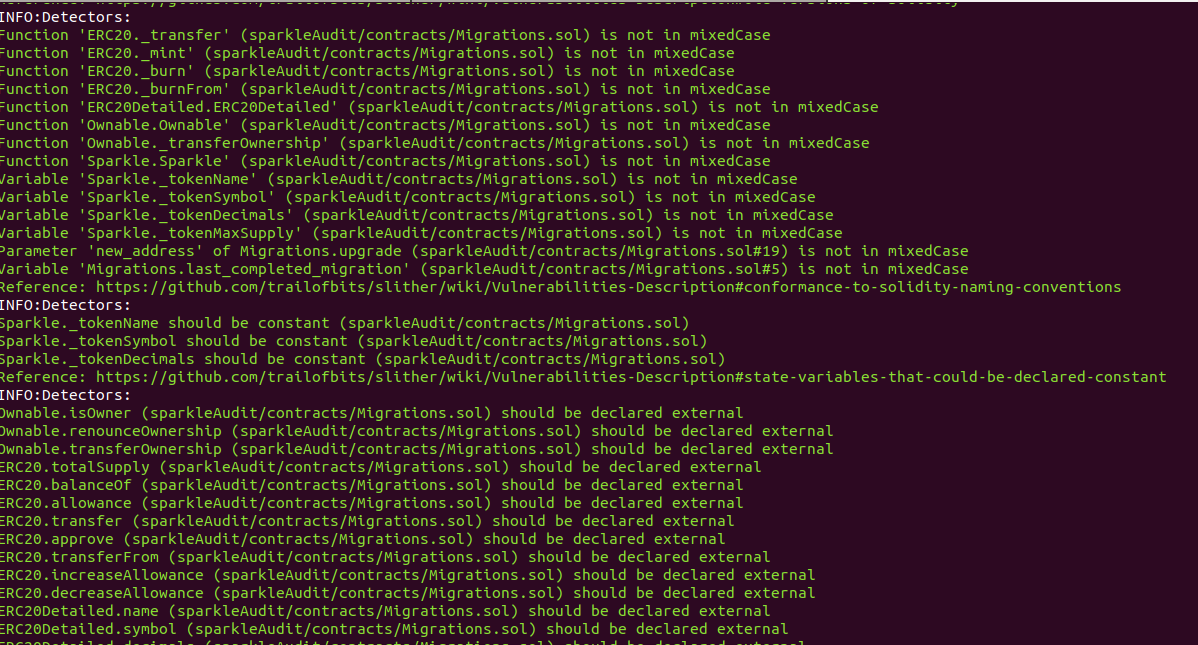 INFO:Detectors:
Function 'ERC20._transfer' (sparkleAudit/contracts/Migrations.sol) is not in mixedCase
Function 'ERC20._mint' (sparkleAudit/contracts/Migrations.sol) is not in mixedCase
Function 'ERC20._burn' (sparkleAudit/contracts/Migrations.sol) is not in mixedCase
Function 'ERC20._burnFrom' (sparkleAudit/contracts/Migrations.sol) is not in mixedCase
Function 'ERC20Detailed.ERC20Detailed' (sparkleAudit/contracts/Migrations.sol) is not in mixedCase
Function 'Ownable.Ownable' (sparkleAudit/contracts/Migrations.sol) is not in mixedCase
Function 'Ownable._transferOwnership' (sparkleAudit/contracts/Migrations.sol) is not in mixedCase
Function 'Sparkle.Sparkle' (sparkleAudit/contracts/Migrations.sol) is not in mixedCase
Variable 'Sparkle._tokenName' (sparkleAudit/contracts/Migrations.sol) is not in mixedCase
Variable 'Sparkle._tokenSymbol' (sparkleAudit/contracts/Migrations.sol) is not in mixedCase
Variable 'Sparkle._tokenDecimals' (sparkleAudit/contracts/Migrations.sol) is not in mixedCase
Variable 'Sparkle._tokenMaxSupply' (sparkleAudit/contracts/Migrations.sol) is not in mixedCase
Parameter 'new_address' of Migrations.upgrade (sparkleAudit/contracts/Migrations.sol#19) is not in mixedCase
Variable 'Migrations.last_completed_migration' (sparkleAudit/contracts/Migrations.sol#5) is not in mixedCase
Reference: https://github.com/trailofbits/slither/wiki/Vulnerabilities-Description#conformance-to-solidity-naming-conventions
INFO:Detectors:
Sparkle._tokenName should be constant (sparkleAudit/contracts/Migrations.sol)
Sparkle._tokenSymbol should be constant (sparkleAudit/contracts/Migrations.sol)
Sparkle._tokenDecimals should be constant (sparkleAudit/contracts/Migrations.sol)
Reference: https://github.com/trailofbits/slither/wiki/Vulnerabilities-Description#state-variables-that-could-be-declared-constant
INFO:Detectors:
Ownable.isOwner (sparkleAudit/contracts/Migrations.sol) should be declared external
Ownable.renounceOwnership (sparkleAudit/contracts/Migrations.sol) should be declared external
Ownable.transferOwnership (sparkleAudit/contracts/Migrations.sol) should be declared external
ERC20.totalSupply (sparkleAudit/contracts/Migrations.sol) should be declared external
ERC20.balanceOf (sparkleAudit/contracts/Migrations.sol) should be declared external
ERC20.allowance (sparkleAudit/contracts/Migrations.sol) should be declared external
ERC20.transfer (sparkleAudit/contracts/Migrations.sol) should be declared external
ERC20.approve (sparkleAudit/contracts/Migrations.sol) should be declared external
ERC20.transferFrom (sparkleAudit/contracts/Migrations.sol) should be declared external
ERC20.increaseAllowance (sparkleAudit/contracts/Migrations.sol) should be declared external
ERC20.decreaseAllowance (sparkleAudit/contracts/Migrations.sol) should be declared external
ERC20Detailed.name (sparkleAudit/contracts/Migrations.sol) should be declared external
ERC20Detailed.symbol (sparkleAudit/contracts/Migrations.sol) should be declared external